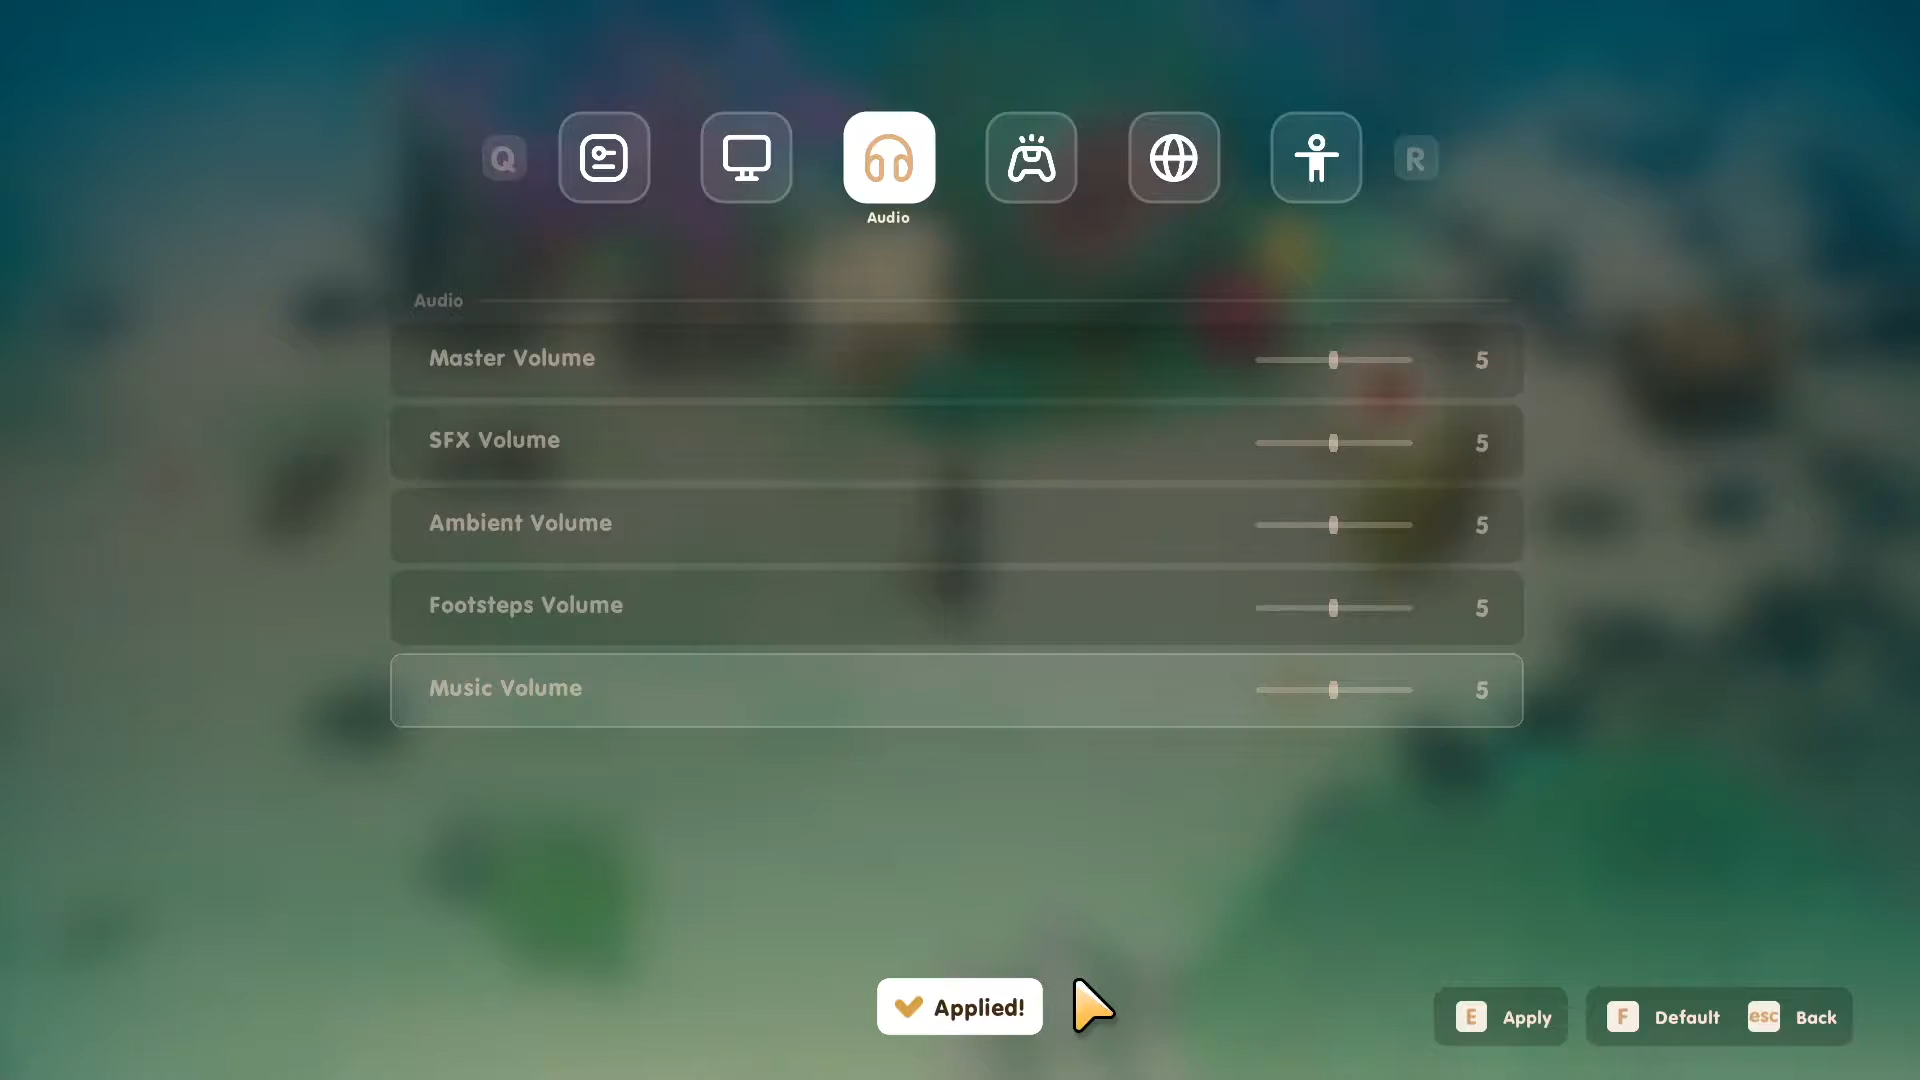 Q
R
Audio
Audio
Master Volume 5
SFX Volume 5
Ambient Volume 5
Footsteps Volume 5
Music Volume 5
Applied!
E Apply F Default esc Back